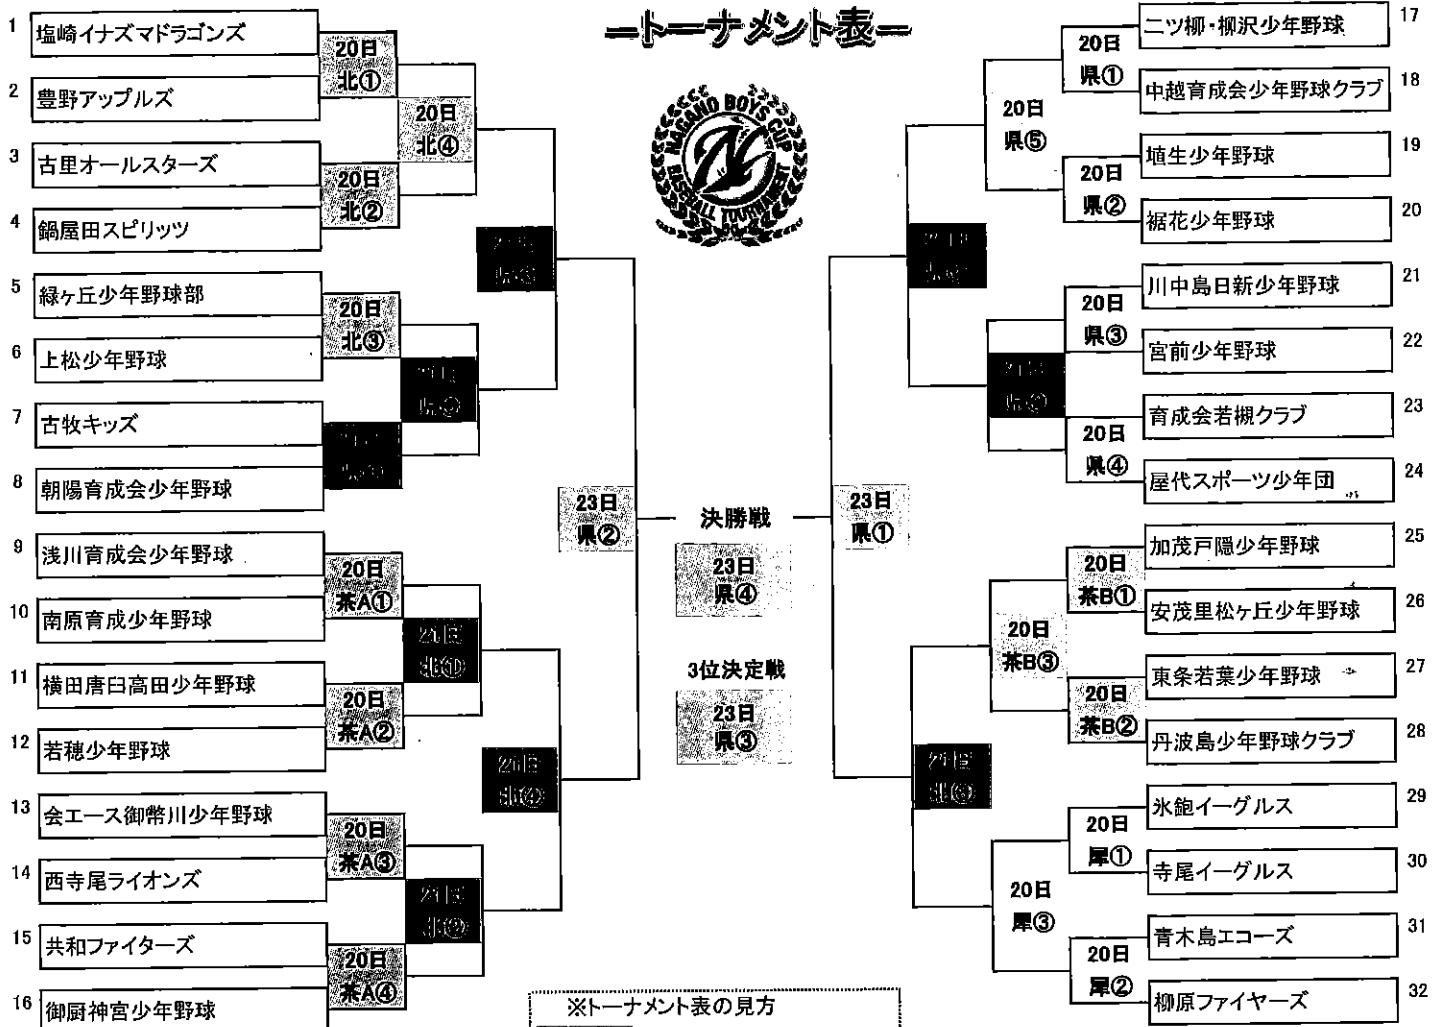 ートーナメント表ー
NAGANO BOYS CUP
BASEBALL TOURNAMENT
1 塩崎イナズマドラゴンズ
2 豊野アップルズ
20日
北①
3 古里オールスターズ
4 鍋屋田スピリッツ
20日
北②
20日
北④
5 緑ヶ丘少年野球部
6 上松少年野球
20日
北③
7 古牧キッズ
8 朝陽育成会少年野球
9 浅川育成会少年野球
10 南原育成少年野球
20日
茶A①
11 横田唐臼高田少年野球
12 若穂少年野球
20日
茶A②
21日
北①
13 会エース御幣川少年野球
14 西寺尾ライオンズ
20日
茶A③
15 共和ファイターズ
16 御厨神宮少年野球
20日
茶A④
21日
北②
21日
北④
23日
県②
決勝戦
23日
県④
3位決定戦
23日
県③
23日
県①
二ツ柳・柳沢少年野球 17
中越育成会少年野球クラブ 18
20日
県①
埴生少年野球 19
裾花少年野球 20
20日
県②
20日
県⑤
川中島日新少年野球 21
宮前少年野球 22
20日
県③
育成会若槻クラブ 23
屋代スポーツ少年団 24
20日
県④
加茂戸隠少年野球 25
安茂里松ヶ丘少年野球 26
20日
茶B①
東条若葉少年野球 27
丹波島少年野球クラブ 28
20日
茶B②
20日
茶B③
氷鉋イーグルス 29
寺尾イーグルス 30
20日
犀①
青木島エコーズ 31
柳原ファイヤーズ 32
20日
犀②
20日
犀③
21日
※トーナメント表の見方